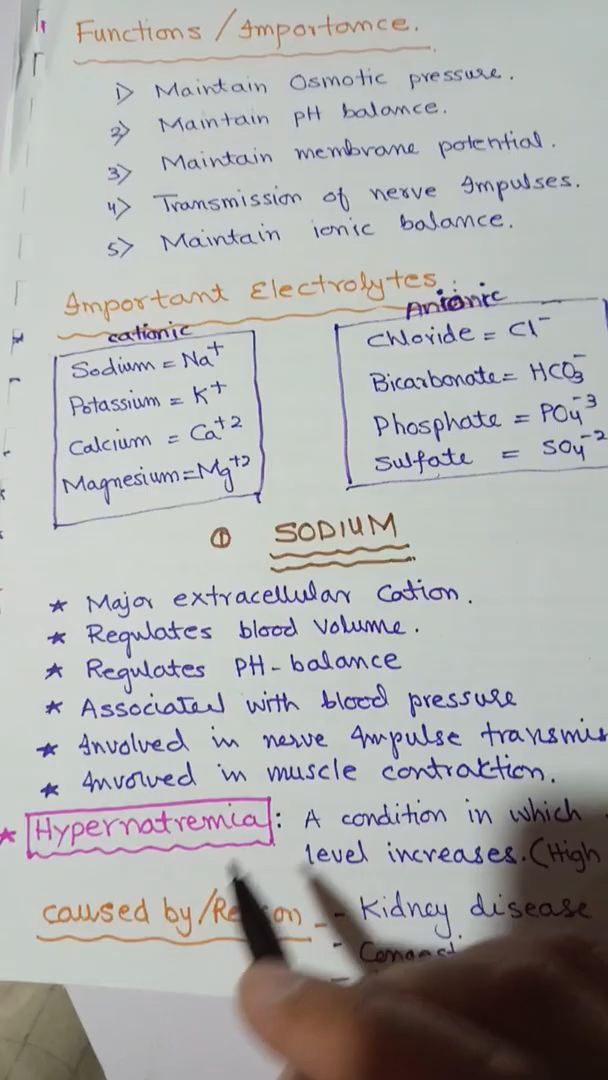 Functions / Importance.
1) Maintain Osmotic pressure.
2) Maintain pH balance.
3) Maintain membrane potential.
4) Transmission of nerve Impulses.
5) Maintain ionic balance.
Important Electrolytes:
cationic
Sodium = Na+
Potassium = K+
Calcium = Ca+2
Magnesium = Mg+2
Anionic
Chloride = Cl-
Bicarbonate = HCO3-
Phosphate = PO4-3
Sulfate = SO4-2
① SODIUM
* Major extracellular Cation.
* Regulates blood volume.
* Regulates PH-balance
* Associated with blood pressure
* Involved in nerve Impulse
* Involved in muscle contraction.
* Hypernatremia : A condition in which
level increases. (High
caused by / - Kidney disease